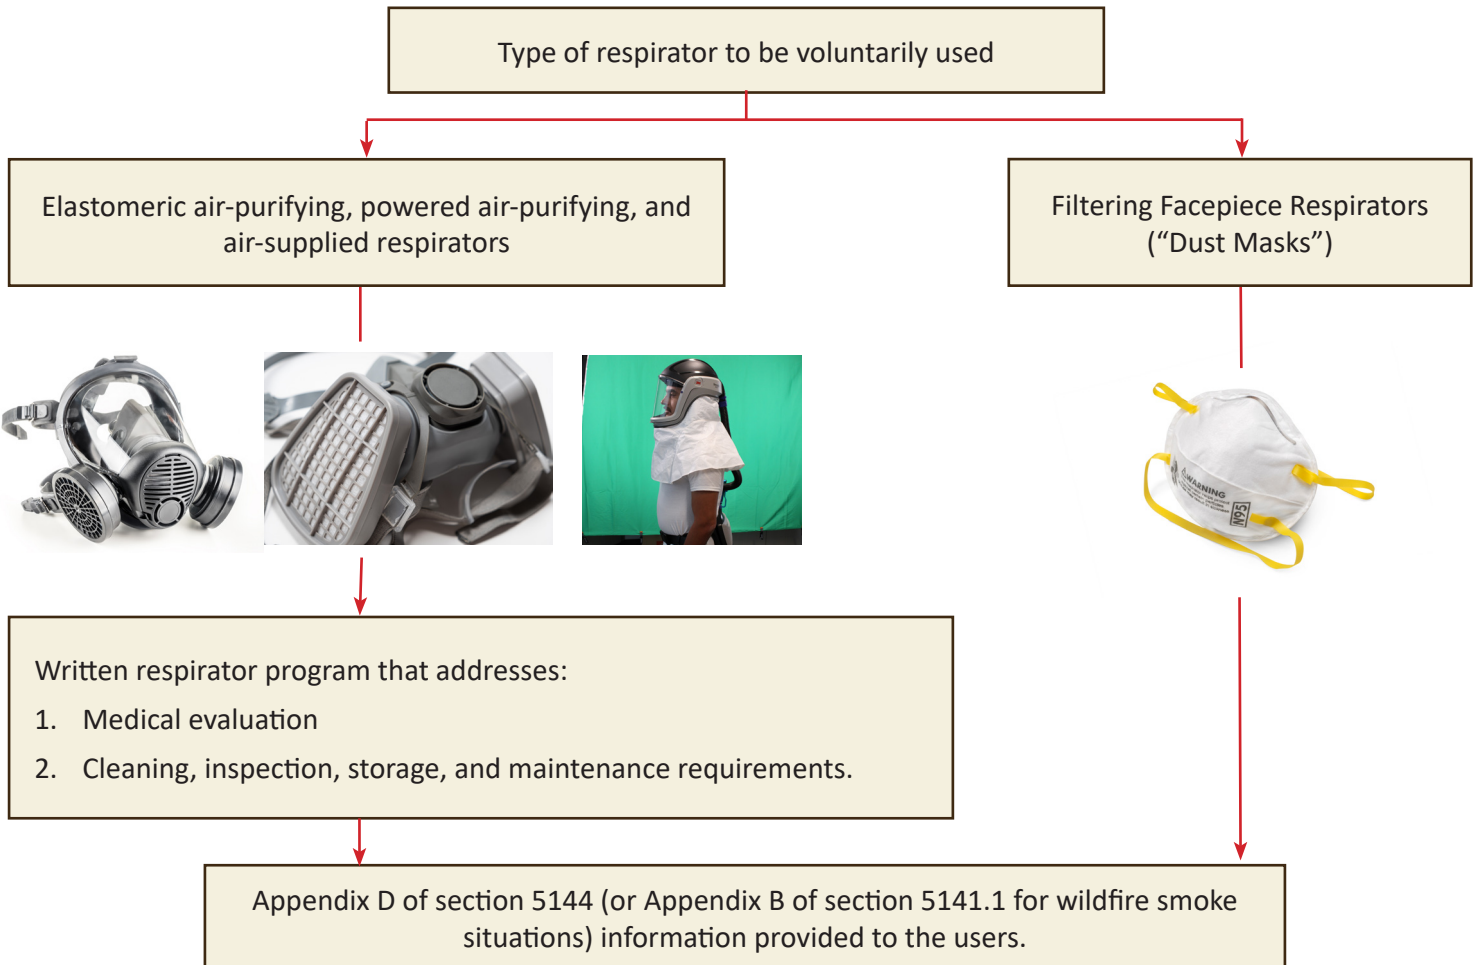 Type of respirator to be voluntarily used
Elastomeric air-purifying, powered air-purifying, and
air-supplied respirators
Filtering Facepiece Respirators
(“Dust Masks”)
WARNING
N95
Written respirator program that addresses:
1. Medical evaluation
2. Cleaning, inspection, storage, and maintenance requirements.
Appendix D of section 5144 (or Appendix B of section 5141.1 for wildfire smoke
situations) information provided to the users.